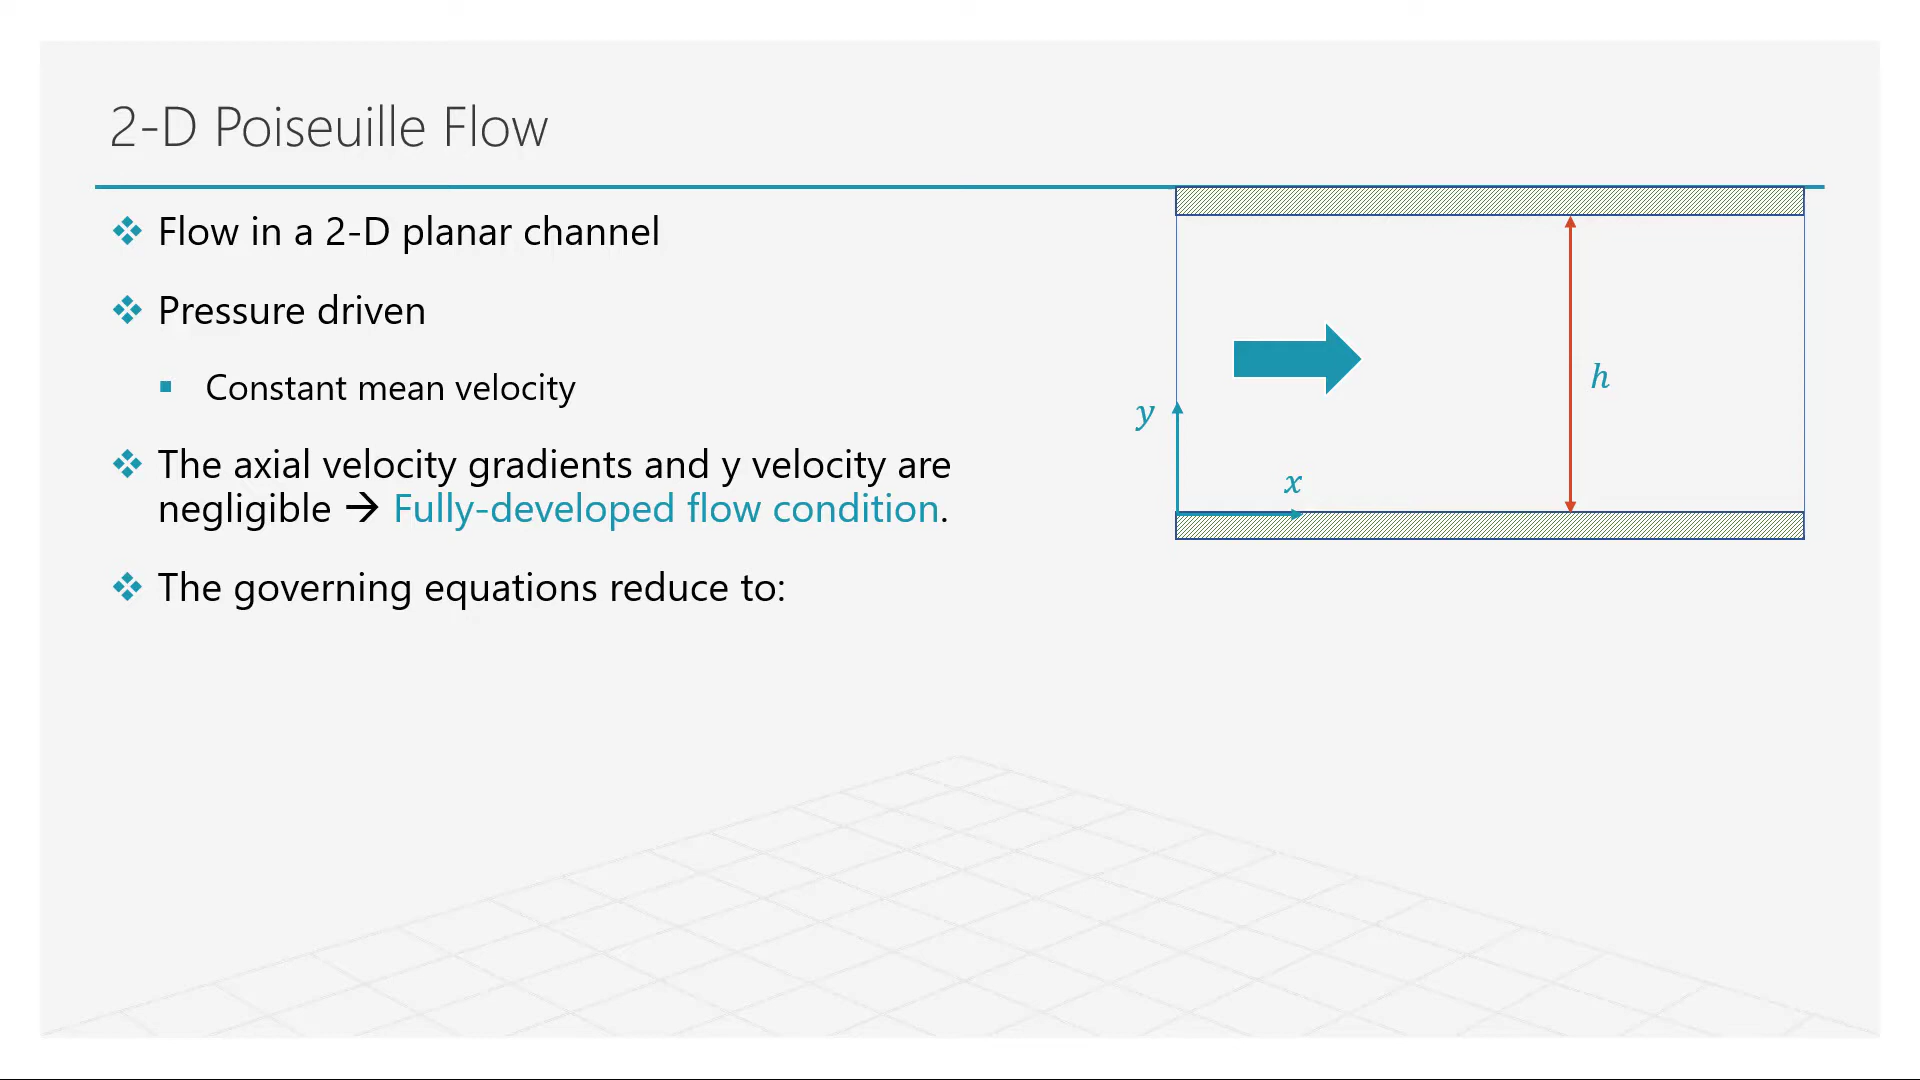 2-D Poiseuille Flow
❖ Flow in a 2-D planar channel
❖ Pressure driven
▪ Constant mean velocity
❖ The axial velocity gradients and y velocity are
negligible → Fully-developed flow condition.
❖ The governing equations reduce to:
h
y
x